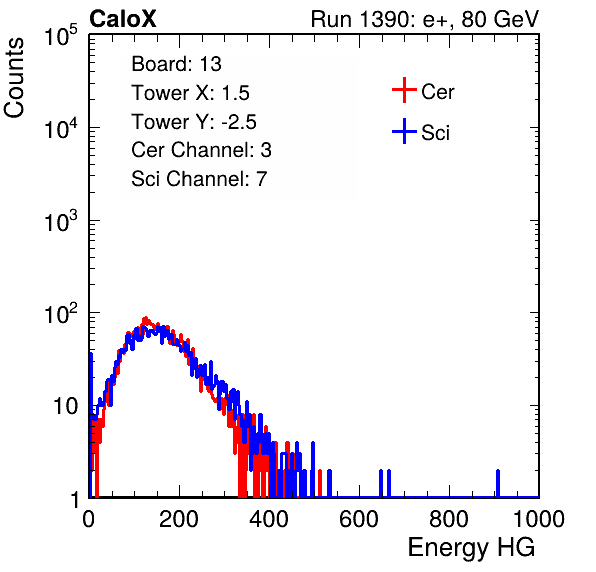 CaloX Run 1390: e+, 80 GeV
Counts
Board: 13
Tower X: 1.5
Tower Y: -2.5
Cer Channel: 3
Sci Channel: 7
Cer
Sci
10^5
10^4
10^3
10^2
10
1
0 200 400 600 800 1000
Energy HG